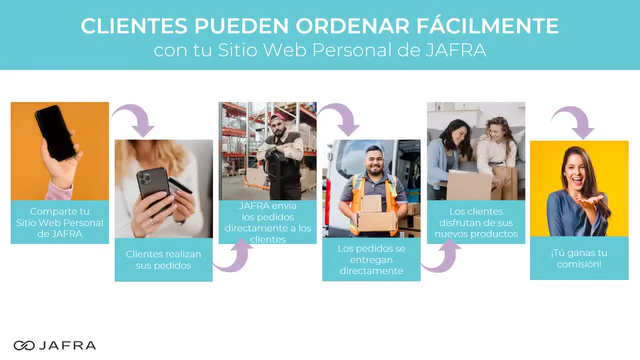 CLIENTES PUEDEN ORDENAR FÁCILMENTE
con tu Sitio Web Personal de JAFRA
Comparte tu
Sitio Web Personal
de JAFRA
Clientes realizan
sus pedidos
JAFRA envía
los pedidos
directamente a los
clientes
Los pedidos se
entregan
directamente
Los clientes
disfrutan de sus
nuevos productos
¡Tú ganas tu
comisión!
JAFRA